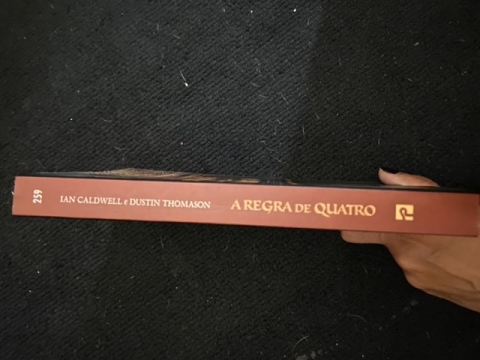 259
IAN CALDWELL e DUSTIN THOMASON
A REGRA DE QUATRO